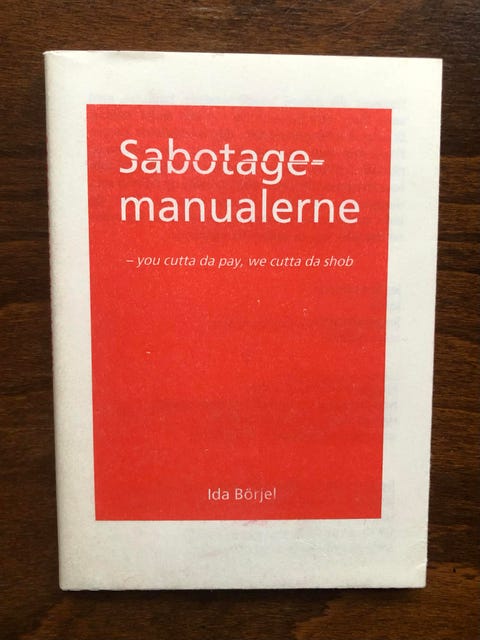 Sabotage-
manualerne
– you cutta da pay, we cutta da shob
Ida Börjel